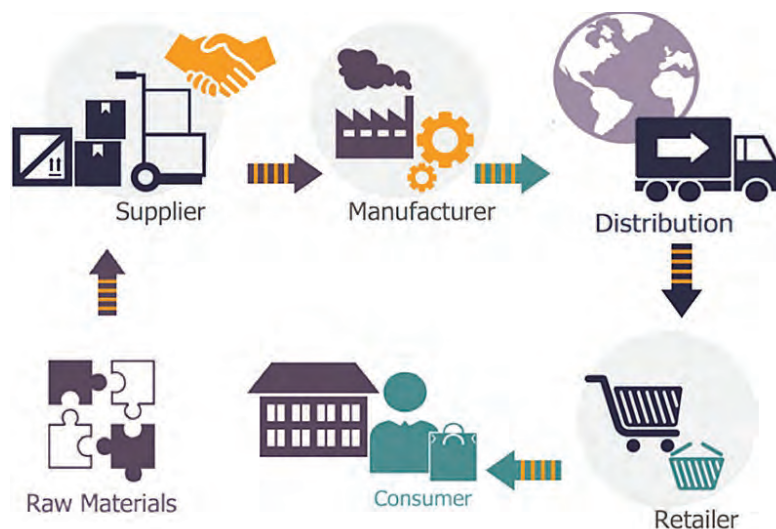 Supplier
Manufacturer
Distribution
Raw Materials
Consumer
Retailer